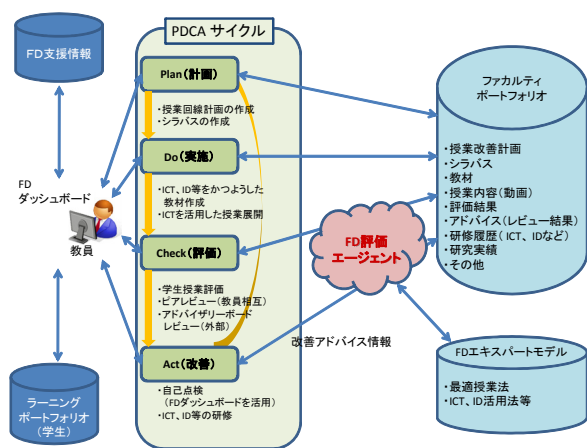 FD支援情報
FD
ダッシュボード
教員
ラーニング
ポートフォリオ
(学生)
PDCA サイクル
Plan(計画)
・授業回線計画の作成
・シラバスの作成
Do(実施)
・ICT、ID等をかつようした
教材作成
・ICTを活用した授業展開
Check(評価)
・学生授業評価
・ピアレビュー(教員相互)
・アドバイザリーボード
レビュー(外部)
Act(改善)
・自己点検
(FDダッシュボードを活用)
・ICT、ID等の研修
FD評価
エージェント
改善アドバイス情報
ファカルティ
ポートフォリオ
・授業改善計画
・シラバス
・教材
・授業内容(動画)
・評価結果
・アドバイス(レビュー結果)
・研修履歴( ICT、IDなど)
・研究実績
・その他
FDエキスパートモデル
・最適授業法
・ICT、ID活用法等